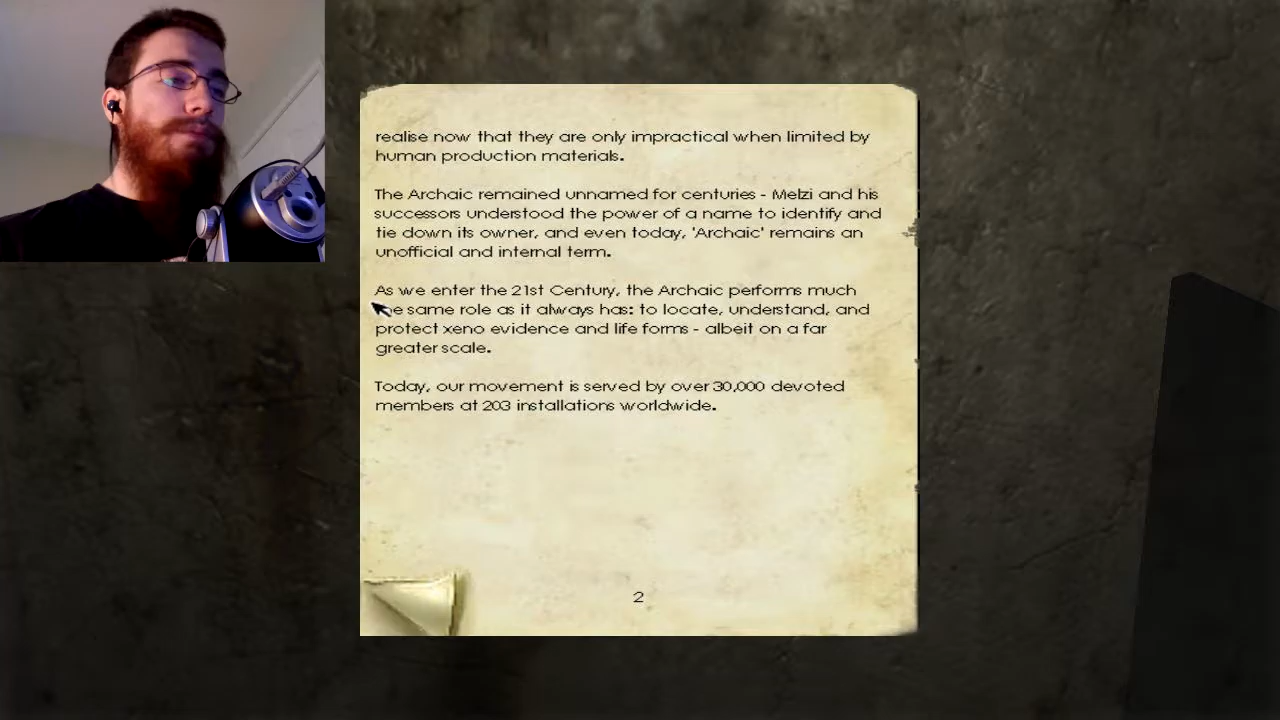 realise now that they are only impractical when limited by
human production materials.
The Archaic remained unnamed for centuries - Melzi and his
successors understood the power of a name to identify and
tie down its owner, and even today, 'Archaic' remains an
unofficial and internal term.
As we enter the 21st Century, the Archaic performs much
same role as it always has: to locate, understand, and
protect xeno evidence and life forms - albeit on a far
greater scale.
Today, our movement is served by over 30,000 devoted
members at 203 installations worldwide.
2